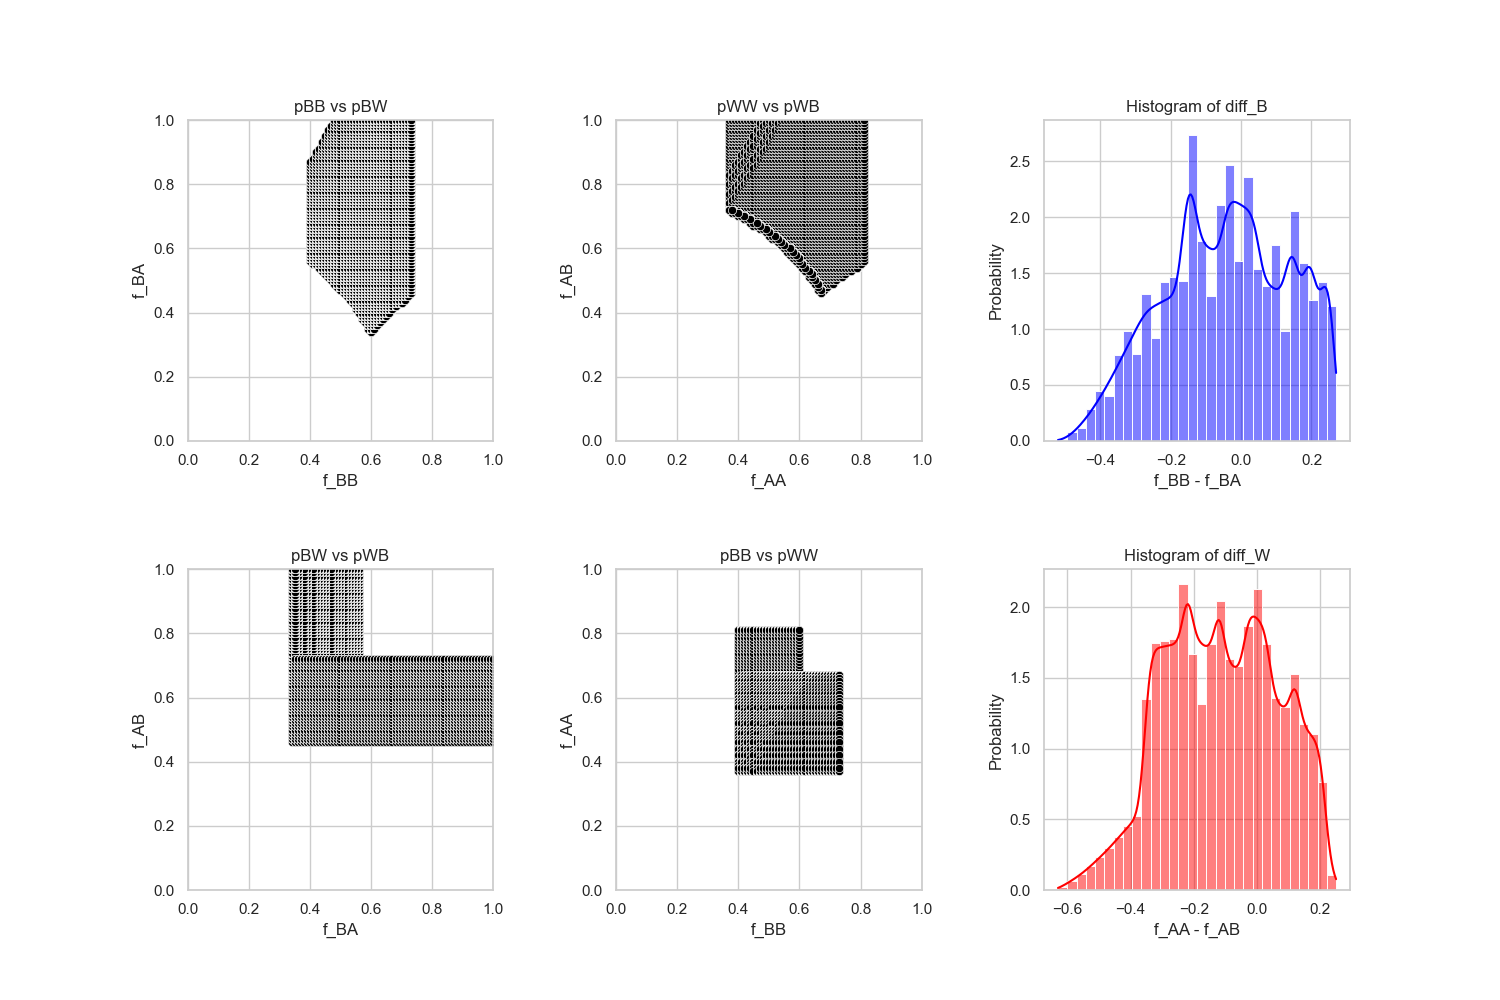 pBB vs pBW
1.0
0.8
0.6
0.4
0.2
0.0
f_BA
0.0 0.2 0.4 0.6 0.8 1.0
f_BB
pWW vs pWB
1.0
0.8
0.6
0.4
0.2
0.0
f_AB
0.0 0.2 0.4 0.6 0.8 1.0
f_AA
Histogram of diff_B
2.5
2.0
1.5
1.0
0.5
0.0
Probability
−0.4 −0.2 0.0 0.2
f_BB - f_BA
pBW vs pWB
1.0
0.8
0.6
0.4
0.2
0.0
f_AB
0.0 0.2 0.4 0.6 0.8 1.0
f_BA
pBB vs pWW
1.0
0.8
0.6
0.4
0.2
0.0
f_AA
0.0 0.2 0.4 0.6 0.8 1.0
f_BB
Histogram of diff_W
2.0
1.5
1.0
0.5
0.0
Probability
−0.6 −0.4 −0.2 0.0 0.2
f_AA - f_AB